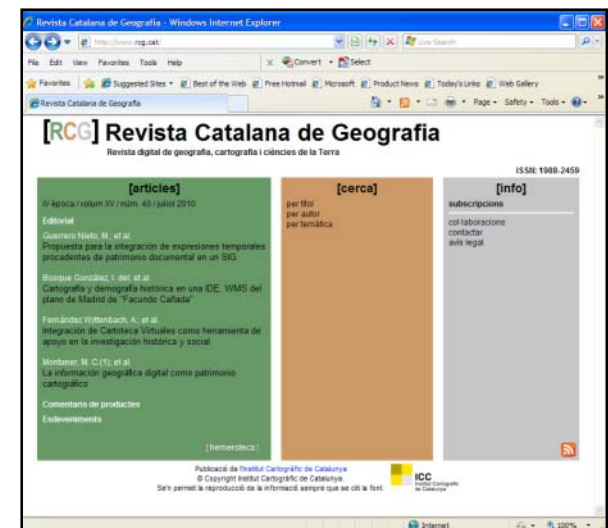 Revista Catalana de Geografia - Windows Internet Explorer
http://www.rcg.cat/
Live Search
File Edit View Favorites Tools Help
Convert Select
Favorites Suggested Sites Best of the Web Free Hotmail Microsoft Product News Today's Links Web Gallery
Revista Catalana de Geografia
Page Safety Tools
[RCG] Revista Catalana de Geografia
Revista digital de geografia, cartografia i ciències de la Terra
ISSN: 1988-2459
[articles]
IV època / volum XV / núm. 40 / juliol 2010
Editorial
Guerrero Nieto, M., et al.
Propuesta para la integración de expresiones temporales
procedentes de patrimonio documental en un SIG
Bosque González, I. del; et al.
Cartografía y demografía histórica en una IDE. WMS del
plano de Madrid de "Facundo Cañada"
Fernández Wyttenbach, A.; et al.
Integración de Cartoteca Virtuales como herramienta de
apoyo en la investigación histórica y social
Montaner, M. C.(1); et al.
La información geográfica digital como patrimonio
cartográfico
Comentaris de productes
Esdeveniments
[hemeroteca]
[cerca]
per títol
per autor
per temàtica
[info]
subscripcions
col·laboracions
contactar
avís legal
Publicació de l'Institut Cartogràfic de Catalunya
© Copyright Institut Cartogràfic de Catalunya.
Se'n permet la reproducció de la informació sempre que se citi la font.
ICC
Institut Cartogràfic
de Catalunya
Internet
100%